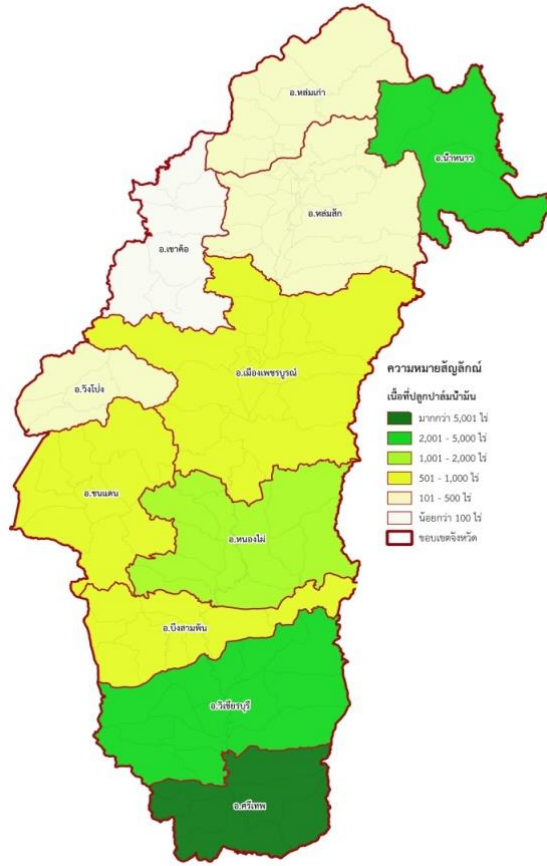 อ.หล่มเก่า
อ.น้ำหนาว
อ.หล่มสัก
อ.เขาค้อ
อ.เมืองเพชรบูรณ์
อ.วังโป่ง
อ.ชนแดน
อ.หนองไผ่
อ.บึงสามพัน
อ.วิเชียรบุรี
อ.ศรีเทพ
ความหมายสัญลักษณ์
เนื้อที่ปลูกปาล์มน้ำมัน
มากกว่า 5,001 ไร่
2,001 - 5,000 ไร่
1,001 - 2,000 ไร่
501 - 1,000 ไร่
101 - 500 ไร่
น้อยกว่า 100 ไร่
ขอบเขตจังหวัด